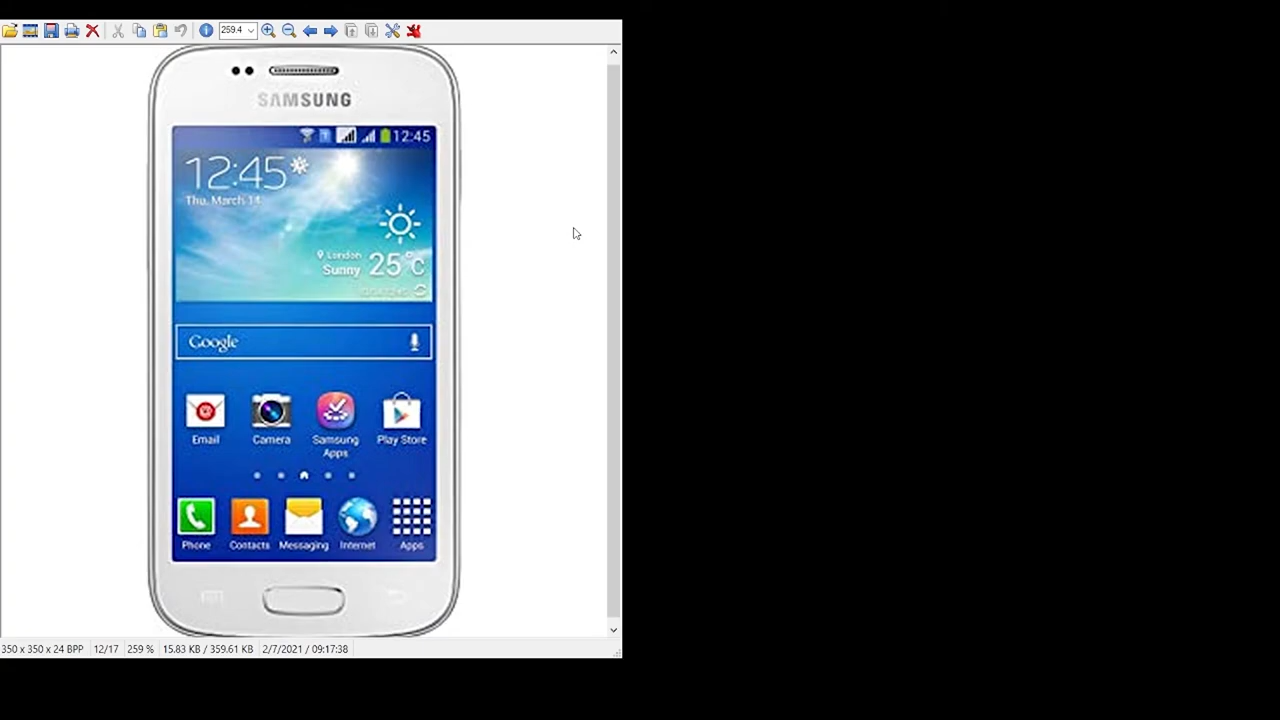 259.4
SAMSUNG
12:45
12:45
Thu, March 14
London
Sunny 25°C
Google
Email Camera Samsung Apps Play Store
Phone Contacts Messaging Internet Apps
350 x 350 x 24 BPP 12/17 259 % 15.83 KB / 359.61 KB 2/7/2021 / 09:17:38